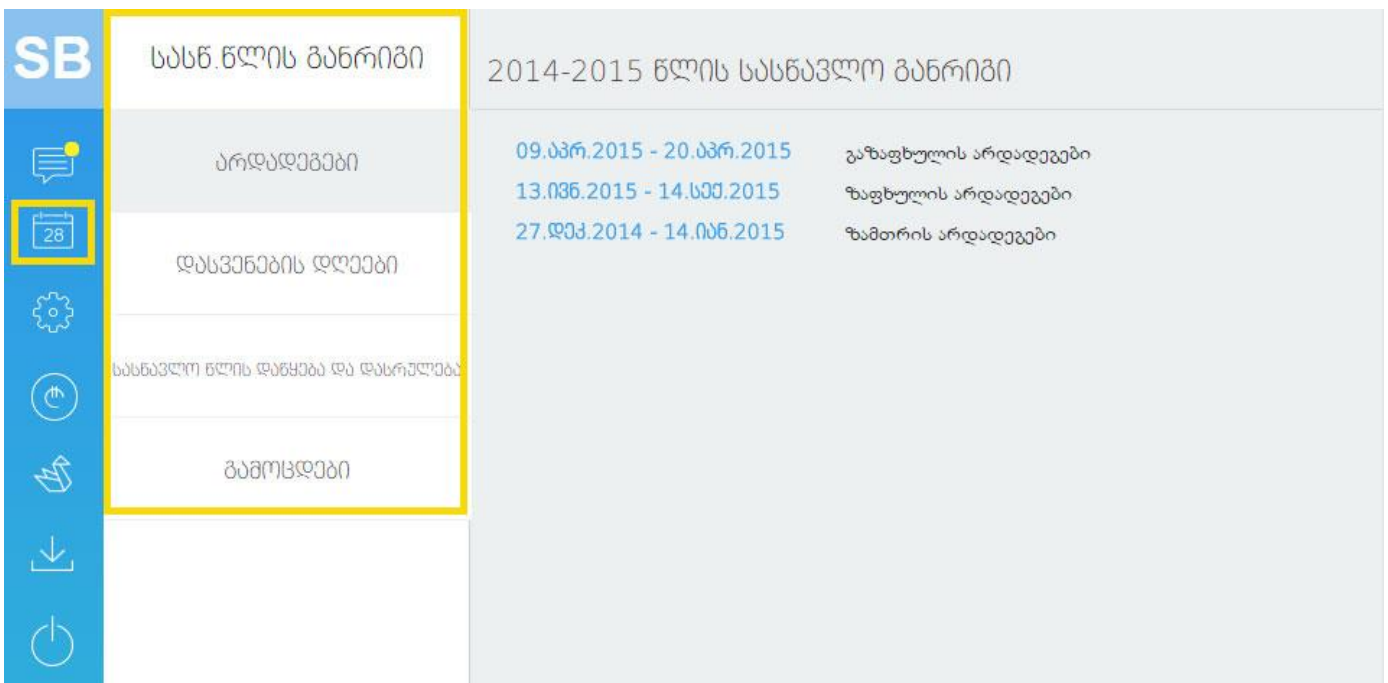 SB
სასწ.წლის განრიგი
2014-2015 წლის სასწავლო განრიგი
არდადეგები
09.აპრ.2015 - 20.აპრ.2015 გაზაფხულის არდადეგები
13.ივნ.2015 - 14.სექ.2015 ზაფხულის არდადეგები
28
27.დეკ.2014 - 14.იან.2015 ზამთრის არდადეგები
დასვენების დღეები
სასწავლო წლის დაწყება და დასრულება
გამოცდები